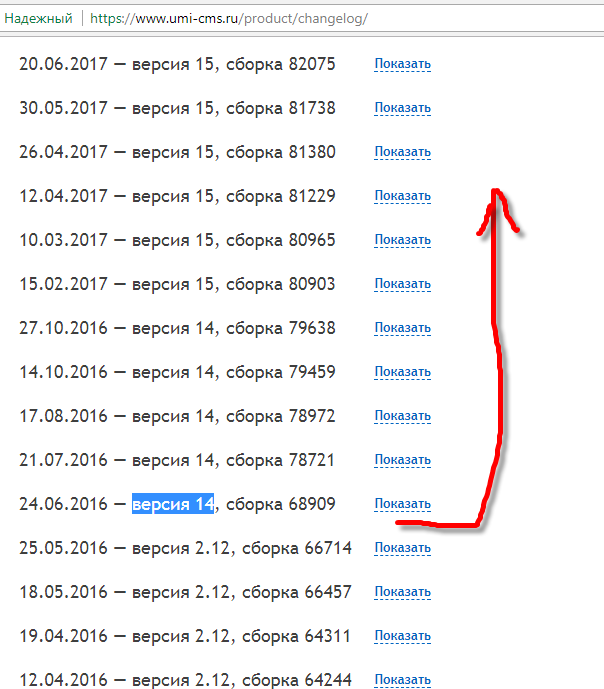 Надежный https://www.umi-cms.ru/product/changelog/
20.06.2017 — версия 15, сборка 82075 Показать
30.05.2017 — версия 15, сборка 81738 Показать
26.04.2017 — версия 15, сборка 81380 Показать
12.04.2017 — версия 15, сборка 81229 Показать
10.03.2017 — версия 15, сборка 80965 Показать
15.02.2017 — версия 15, сборка 80903 Показать
27.10.2016 — версия 14, сборка 79638 Показать
14.10.2016 — версия 14, сборка 79459 Показать
17.08.2016 — версия 14, сборка 78972 Показать
21.07.2016 — версия 14, сборка 78721 Показать
24.06.2016 — версия 14, сборка 68909 Показать
25.05.2016 — версия 2.12, сборка 66714 Показать
18.05.2016 — версия 2.12, сборка 66457 Показать
19.04.2016 — версия 2.12, сборка 64311 Показать
12.04.2016 — версия 2.12, сборка 64244 Показать